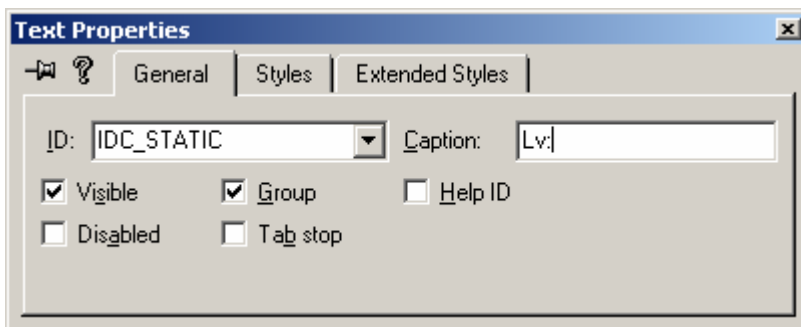 Text Properties
General Styles Extended Styles
ID: IDC_STATIC Caption: Lv:
Visible Group Help ID
Disabled Tab stop